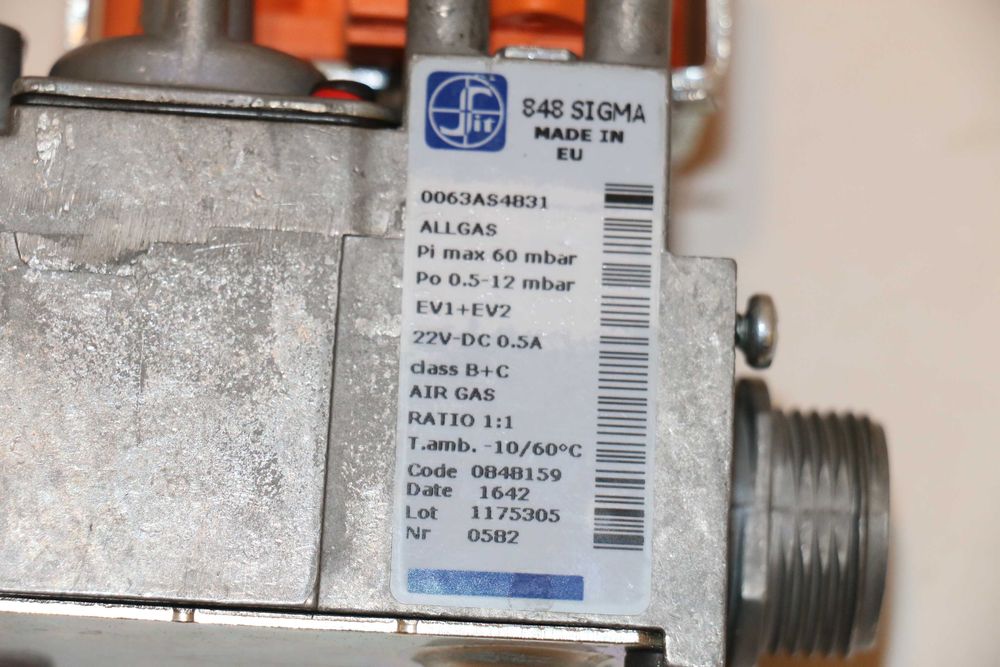 Sit
848 SIGMA
MADE IN
EU
0063AS4831
ALLGAS
Pi max 60 mbar
Po 0.5-12 mbar
EV1+EV2
22V-DC 0.5A
class B+C
AIR GAS
RATIO 1:1
T.amb. -10/60°C
Code 0848159
Date 1642
Lot 1175305
Nr 0582